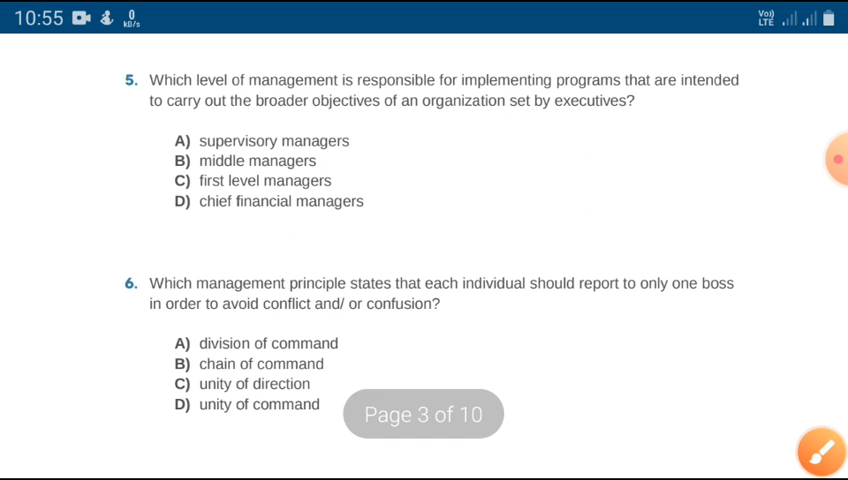 10:55 0 kB/s Vo) LTE
5. Which level of management is responsible for implementing programs that are intended
to carry out the broader objectives of an organization set by executives?
A) supervisory managers
B) middle managers
C) first level managers
D) chief financial managers
6. Which management principle states that each individual should report to only one boss
in order to avoid conflict and/ or confusion?
A) division of command
B) chain of command
C) unity of direction
D) unity of command
Page 3 of 10